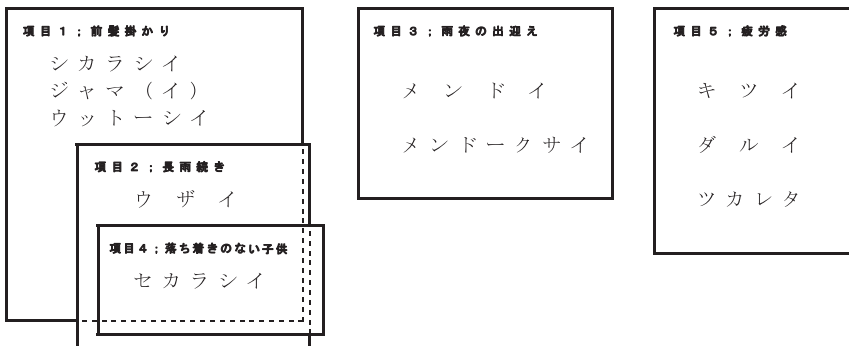 項目1；前髪掛かり
シカラシイ
ジャマ（イ）
ウットーシイ
項目2；長雨続き
ウザイ
項目4；落ち着きのない子供
セカラシイ
項目3；雨夜の出迎え
メンドイ
メンドークサイ
項目5；疲労感
キツイ
ダルイ
ツカレタ